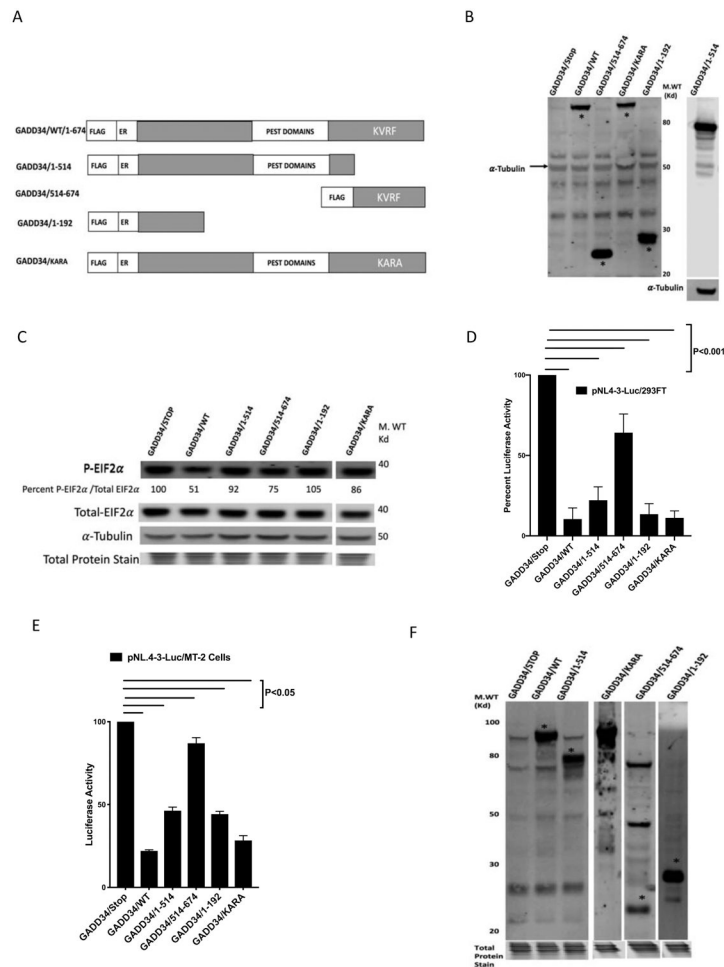 A
GADD34/WT/1-674
FLAG ER PEST DOMAINS KVRF
GADD34/1-514
FLAG ER PEST DOMAINS
GADD34/514-674
FLAG KVRF
GADD34/1-192
FLAG ER
GADD34/KARA
FLAG ER PEST DOMAINS KARA
B
GADD34/Stop
GADD34/WT
GADD34/514-674
GADD34/KARA
GADD34/1-192
M.WT
(Kd)
GADD34/1-514
80
α-Tubulin
50
*
30
20
α-Tubulin
C
GADD34/STOP
GADD34/WT
GADD34/1-514
GADD34/514-674
GADD34/1-192
GADD34/KARA
M. WT
Kd
P-EIF2α
40
Percent P-EIF2α /Total EIF2α 100 51 92 75 105 86
Total-EIF2α
40
α-Tubulin
50
Total Protein Stain
D
P<0.001
pNL4-3-Luc/293FT
Perecent Luciferase Activity
100
50
0
GADD34/Stop
GADD34/WT
GADD34/1-514
GADD34/514-674
GADD34/1-192
GADD34/KARA
E
pNL.4-3-Luc/MT-2 Cells
P<0.05
Luciferase Activity
100
50
0
GADD34/Stop
GADD34/WT
GADD34/1-514
GADD34/514-674
GADD34/1-192
GADD34/KARA
F
GADD34/STOP
GADD34/WT
GADD34/1-514
GADD34/KARA
GADD34/514-674
GADD34/1-192
M.WT
(Kd)
100
80
50
30
20
Total
Protein
Stain